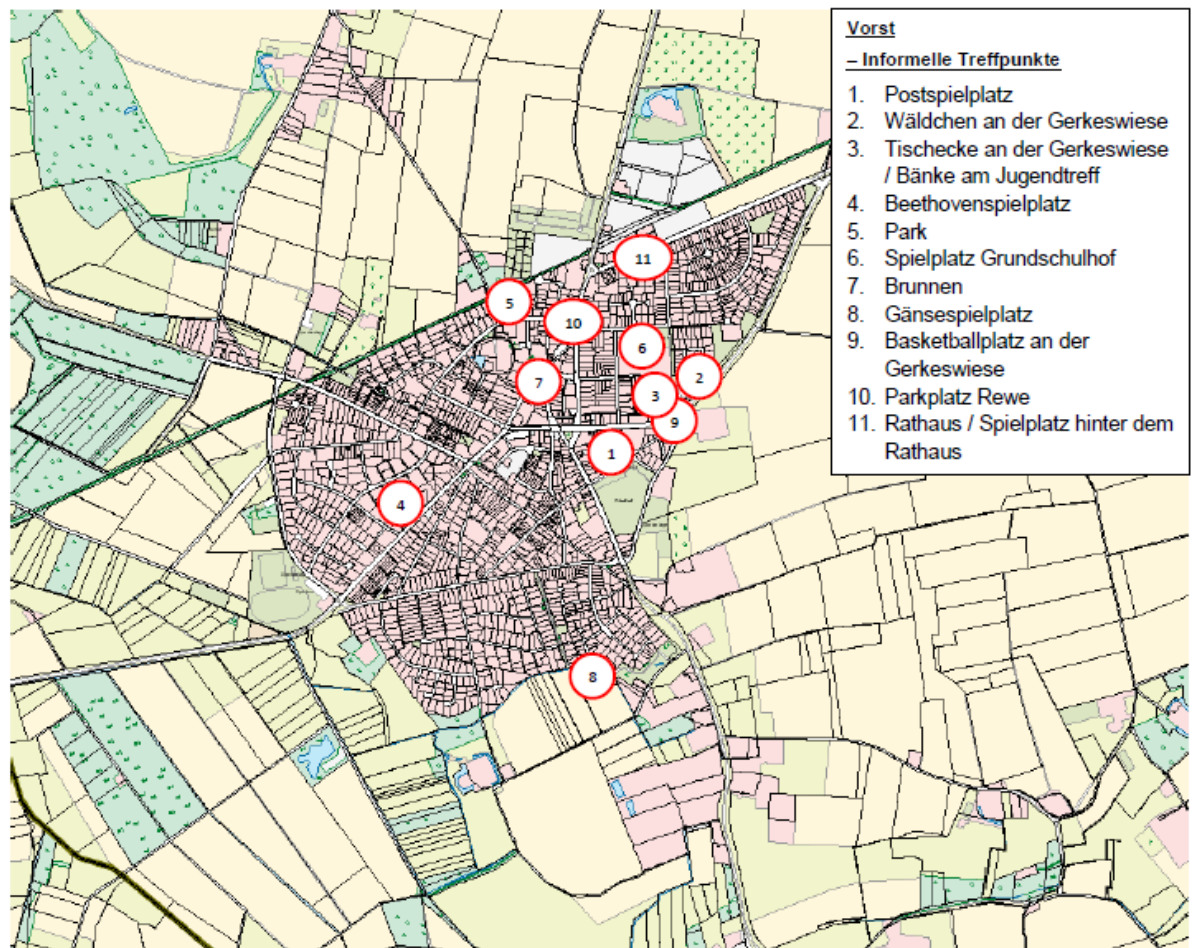 Vorst
– Informelle Treffpunkte
1. Postspielplatz
2. Wäldchen an der Gerkeswiese
3. Tischecke an der Gerkeswiese
/ Bänke am Jugendtreff
4. Beethovenspielplatz
5. Park
6. Spielplatz Grundschulhof
7. Brunnen
8. Gänsespielplatz
9. Basketballplatz an der
Gerkeswiese
10. Parkplatz Rewe
11. Rathaus / Spielplatz hinter dem
Rathaus
11
5
10
6
7
2
3
9
1
4
8